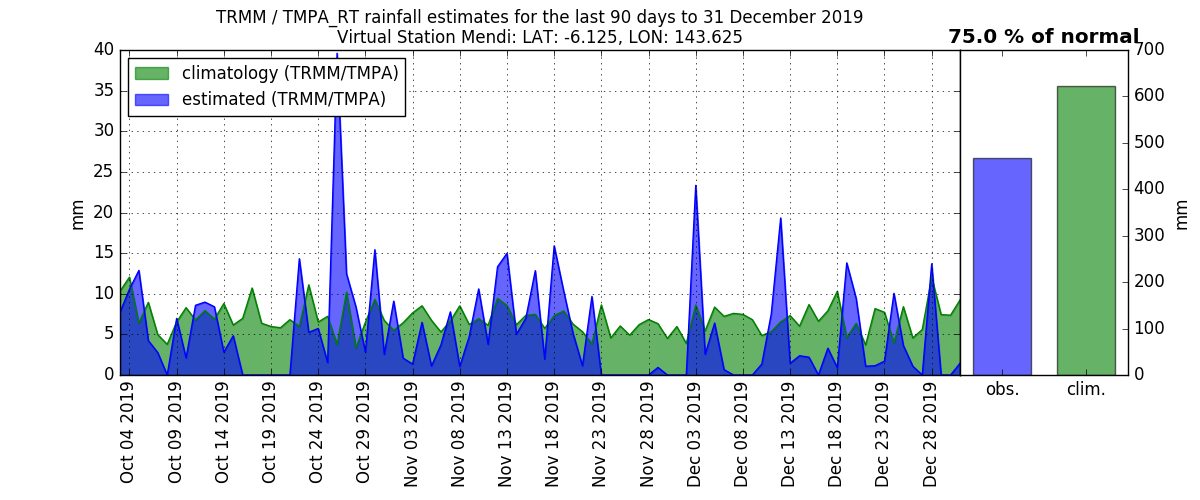 TRMM / TMPA_RT rainfall estimates for the last 90 days to 31 December 2019
Virtual Station Mendi: LAT: -6.125, LON: 143.625
75.0 % of normal
climatology (TRMM/TMPA)
estimated (TRMM/TMPA)
mm
40
35
30
25
20
15
10
5
0
Oct 04 2019
Oct 09 2019
Oct 14 2019
Oct 19 2019
Oct 24 2019
Oct 29 2019
Nov 03 2019
Nov 08 2019
Nov 13 2019
Nov 18 2019
Nov 23 2019
Nov 28 2019
Dec 03 2019
Dec 08 2019
Dec 13 2019
Dec 18 2019
Dec 23 2019
Dec 28 2019
700
600
500
400
300
200
100
0
mm
obs.
clim.